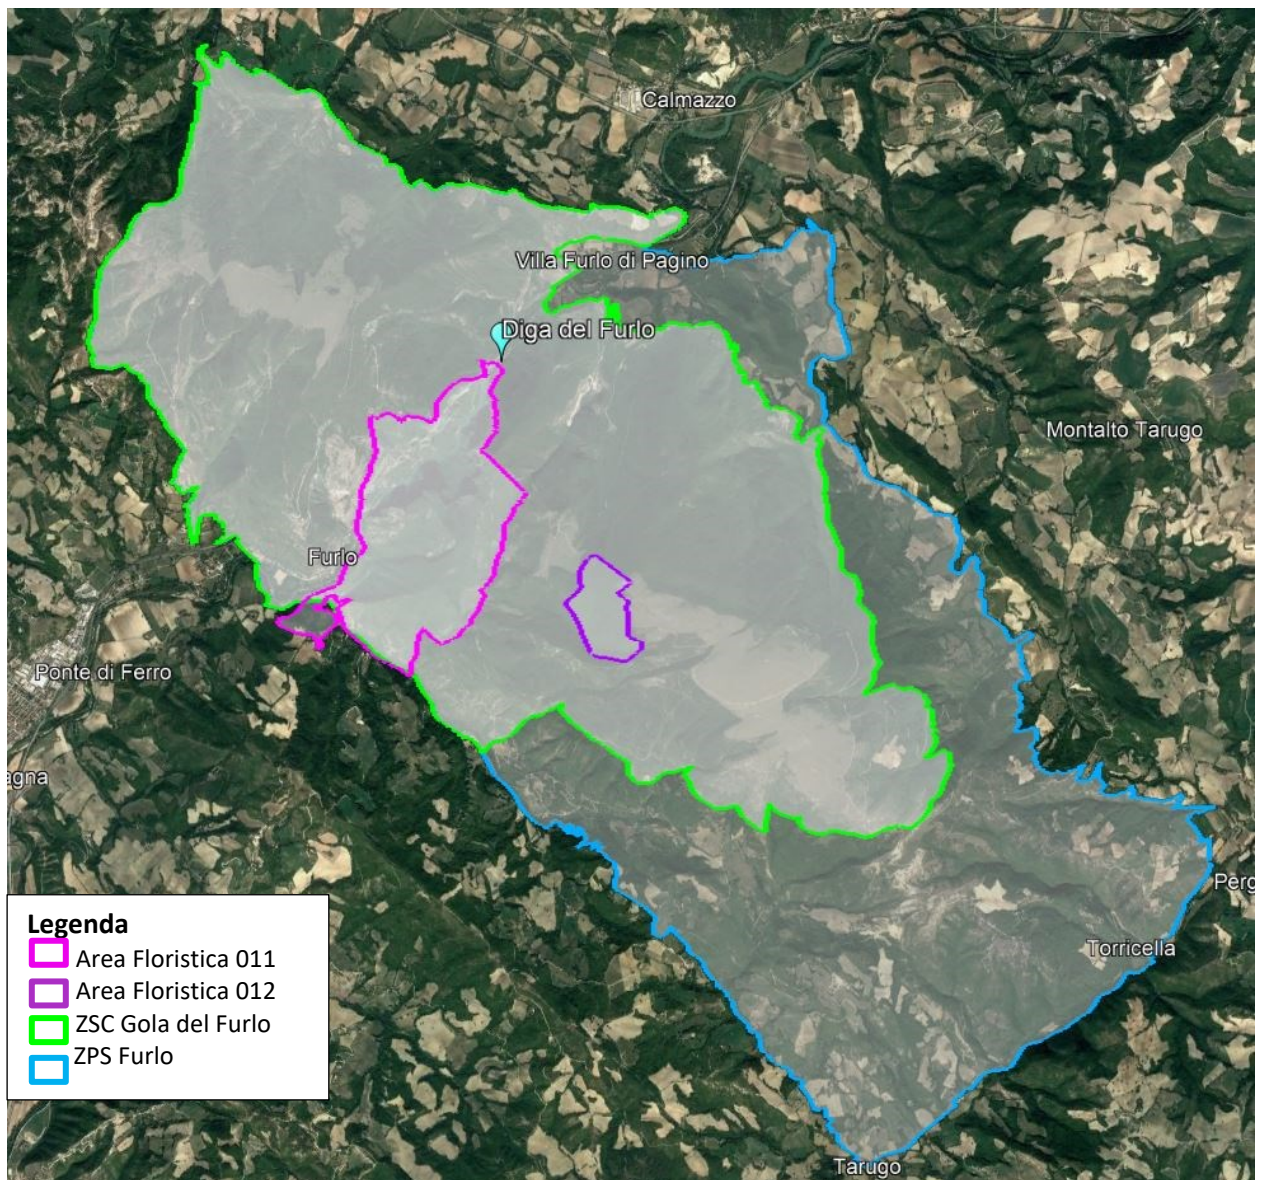 Calmazzo
Villa Furlo di Pagino
Diga del Furlo
Montalto Tarugo
Furlo
Ponte di Ferro
agna
Perg
Torricella
Tarugo
Legenda
Area Floristica 011
Area Floristica 012
ZSC Gola del Furlo
ZPS Furlo